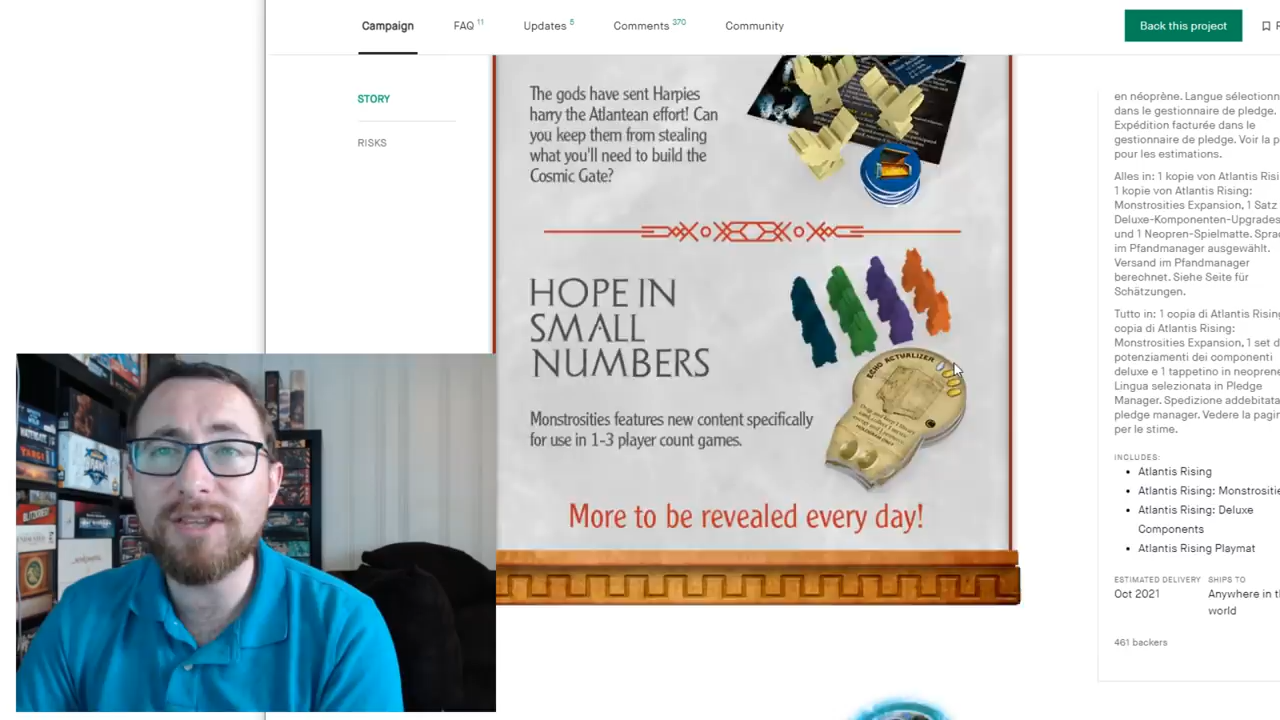 Campaign
FAQ 11
Updates 5
Comments 370
Community
Back this project
STORY
RISKS
The gods have sent Harpies
harry the Atlantean effort! Can
you keep them from stealing
what you'll need to build the
Cosmic Gate?
HOPE IN
SMALL
NUMBERS
ECHO ACTUALIZER
Monstrosities features new content specifically
for use in 1-3 player count games.
More to be revealed every day!
en néoprène. Langue sélectionn
dans le gestionnaire de pledge.
Expédition facturée dans le
gestionnaire de pledge. Voir la p
pour les estimations.
Alles in: 1 kopie von Atlantis Risi
1 kopie von Atlantis Rising:
Monstrosities Expansion, 1 Satz
Deluxe-Komponenten-Upgrades
und 1 Neopren-Spielmatte. Spra
im Pfandmanager ausgewählt.
Versand im Pfandmanager
berechnet. Siehe Seite für
Schätzungen.
Tutto in: 1 copia di Atlantis Rising
copia di Atlantis Rising:
Monstrosities Expansion, 1 set d
potenziamenti dei componenti
deluxe e 1 tappetino in neoprene
Lingua selezionata in Pledge
Manager. Spedizione addebitata
pledge manager. Vedere la pagin
per le stime.
INCLUDES:
Atlantis Rising
Atlantis Rising: Monstrositie
Atlantis Rising: Deluxe
Components
Atlantis Rising Playmat
ESTIMATED DELIVERY
Oct 2021
SHIPS TO
Anywhere in th
world
461 backers